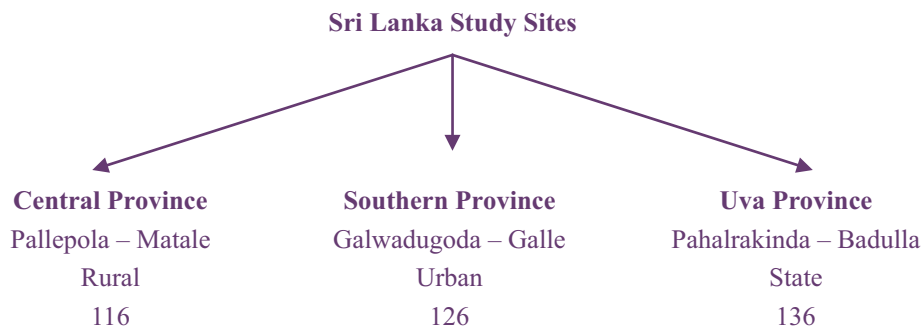 Sri Lanka Study Sites
Central Province
Pallepola – Matale
Rural
116
Southern Province
Galwadugoda – Galle
Urban
126
Uva Province
Pahalrakinda – Badulla
State
136